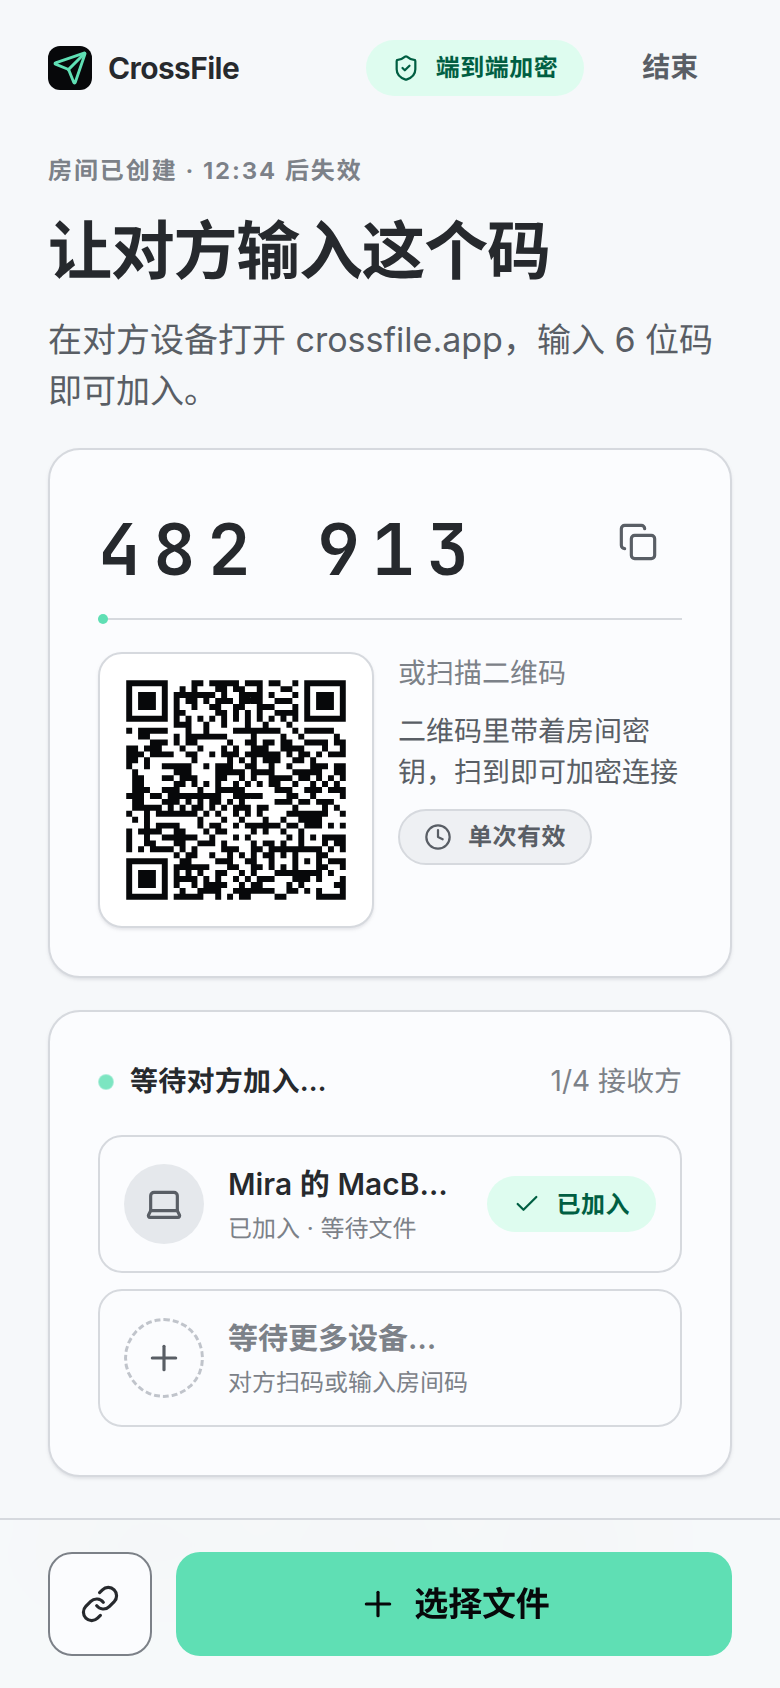 CrossFile
端到端加密
结束
房间已创建 · 12:34 后失效
让对方输入这个码
在对方设备打开 crossfile.app，输入 6 位码
即可加入。
482 913
或扫描二维码
二维码里带着房间密
钥，扫到即可加密连接
单次有效
等待对方加入...
1/4 接收方
Mira 的 MacB...
已加入 · 等待文件
已加入
等待更多设备...
对方扫码或输入房间码
选择文件